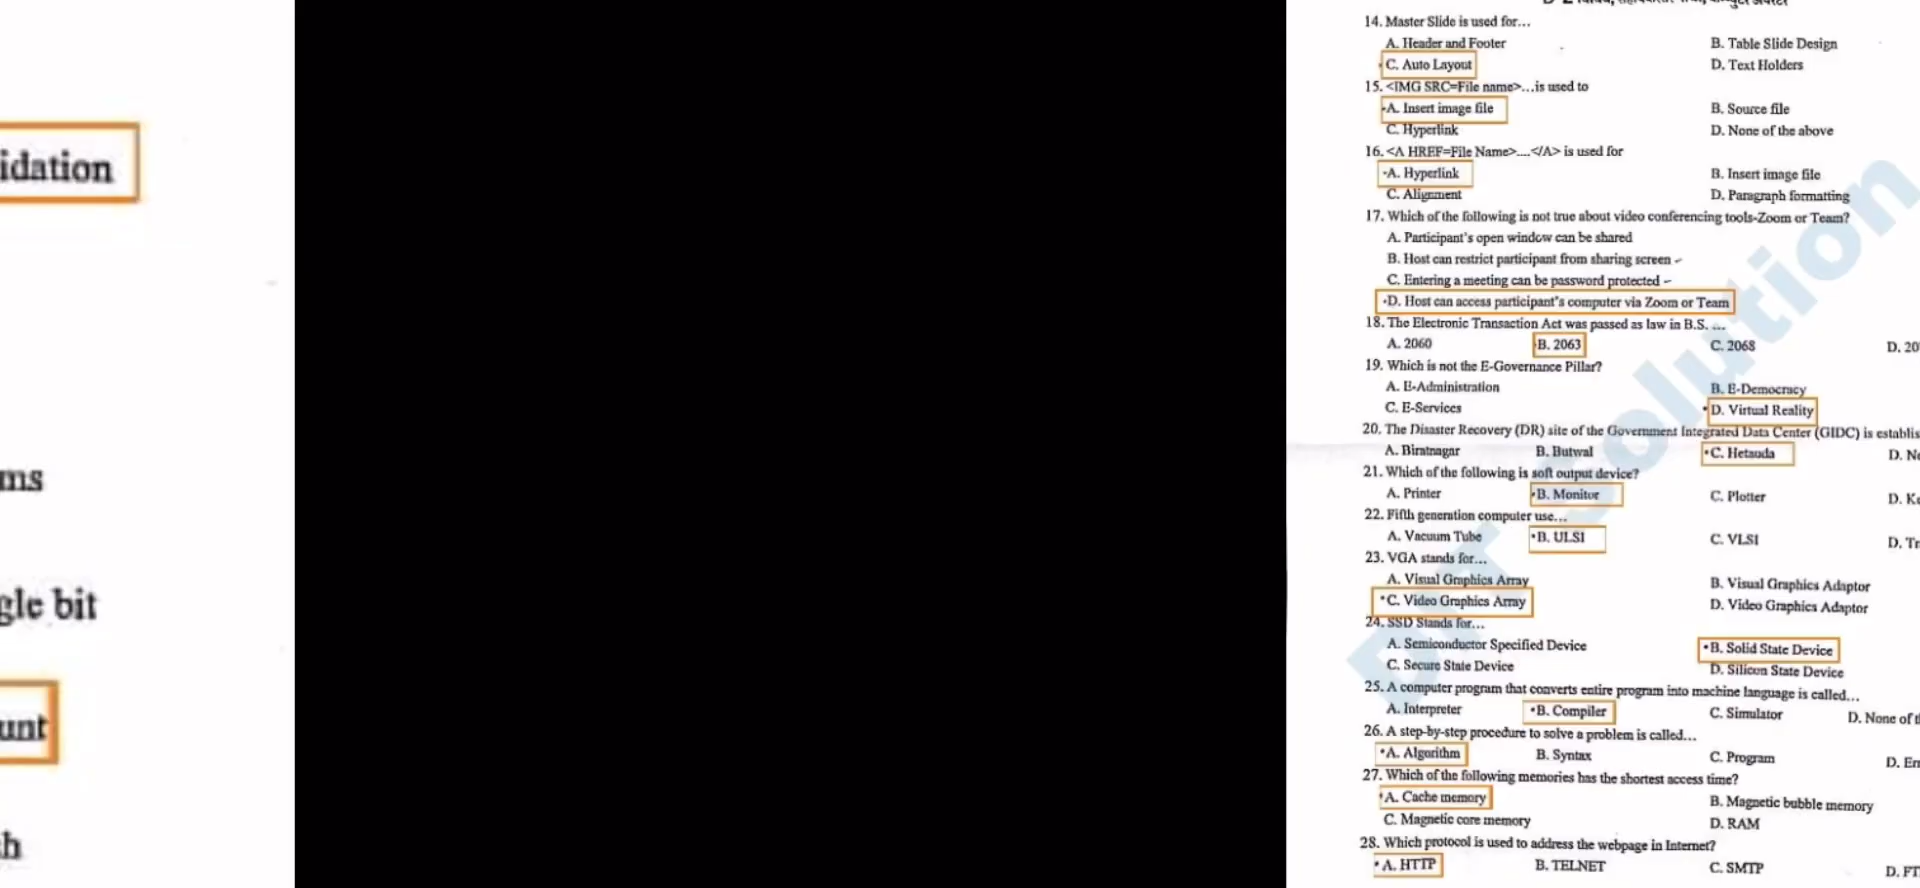 idation
ms
gle bit
unt
h
14. Master Slide is used for...
A. Header and Footer B. Table Slide Design
C. Auto Layout D. Text Holders
15. <IMG SRC=File name>...is used to
A. Insert image file B. Source file
C. Hyperlink D. None of the above
16. <A HREF=File Name>....</A> is used for
A. Hyperlink B. Insert image file
C. Alignment D. Paragraph formatting
17. Which of the following is not true about video conferencing tools-Zoom or Team?
A. Participant's open window can be shared
B. Host can restrict participant from sharing screen
C. Entering a meeting can be password protected
D. Host can access participant's computer via Zoom or Team
18. The Electronic Transaction Act was passed as law in B.S. ...
A. 2060 B. 2063 C. 2068 D. 20
19. Which is not the E-Governance Pillar?
A. E-Administration B. E-Democracy
C. E-Services D. Virtual Reality
20. The Disaster Recovery (DR) site of the Government Integrated Data Center (GIDC) is establis
A. Biratnagar B. Butwal C. Hetauda D. Ne
21. Which of the following is soft output device?
A. Printer B. Monitor C. Plotter D. Ke
22. Fifth generation computer use...
A. Vacuum Tube B. ULSI C. VLSI D. Tr
23. VGA stands for...
A. Visual Graphics Array B. Visual Graphics Adaptor
C. Video Graphics Array D. Video Graphics Adaptor
24. SSD Stands for...
A. Semiconductor Specified Device B. Solid State Device
C. Secure State Device D. Silicon State Device
25. A computer program that converts entire program into machine language is called...
A. Interpreter B. Compiler C. Simulator D. None of t
26. A step-by-step procedure to solve a problem is called...
A. Algorithm B. Syntax C. Program D. Er
27. Which of the following memories has the shortest access time?
A. Cache memory B. Magnetic bubble memory
C. Magnetic core memory D. RAM
28. Which protocol is used to address the webpage in Internet?
A. HTTP B. TELNET C. SMTP D. FT
Solution